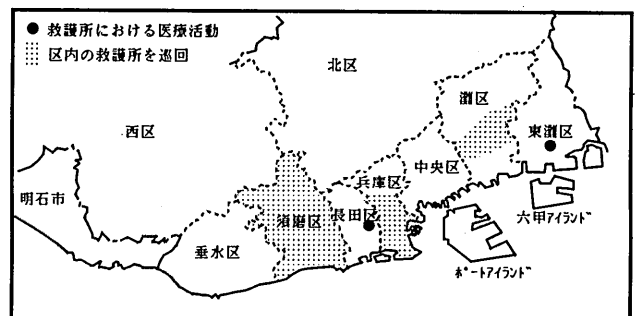 ● 救護所における医療活動
区内の救護所を巡回
北区
灘区
東灘区
西区
中央区
兵庫区
明石市
須磨区
長田区
六甲アイランド
垂水区
ポートアイランド